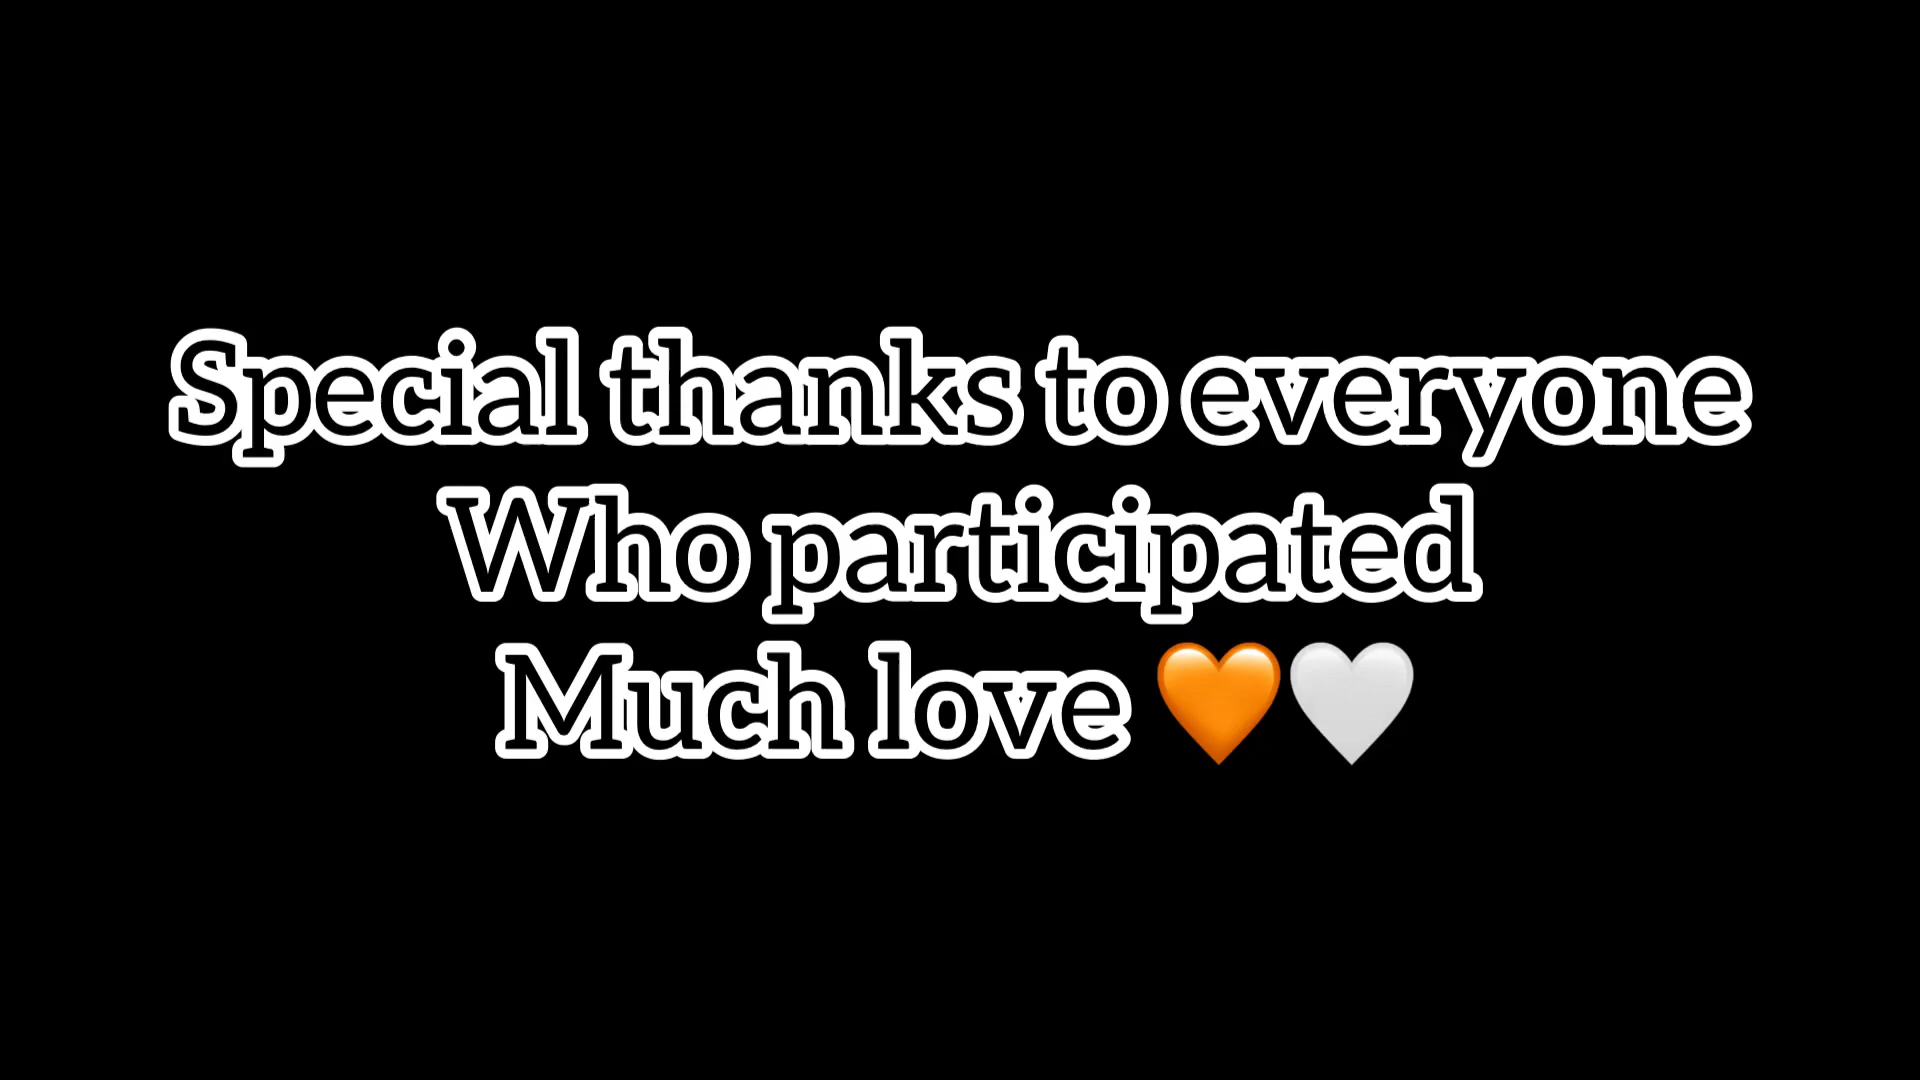 Special thanks to everyone
Who participated
Much love 🧡🤍